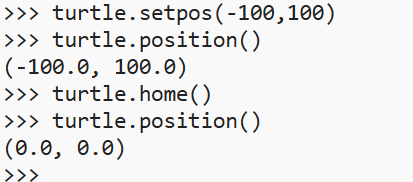 >>> turtle.setpos(-100,100)
>>> turtle.position()
(-100.0, 100.0)
>>> turtle.home()
>>> turtle.position()
(0.0, 0.0)
>>>